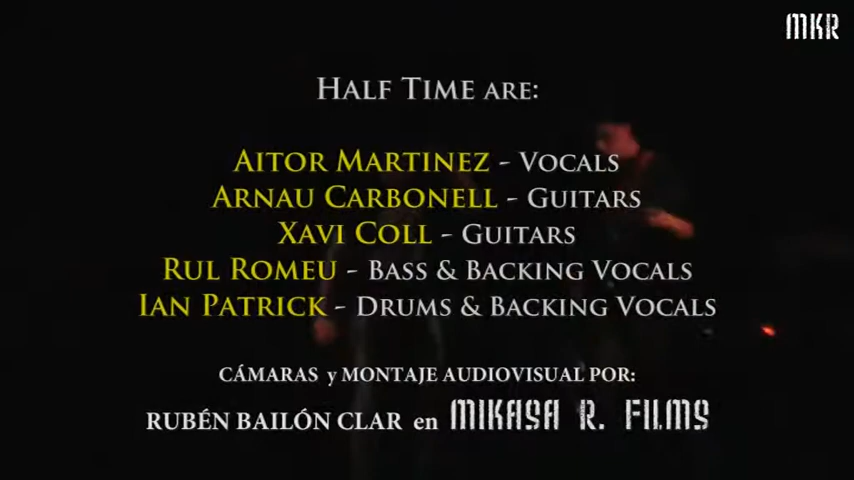 MKR
HALF TIME ARE:
AITOR MARTINEZ - VOCALS
ARNAU CARBONELL - GUITARS
XAVI COLL - GUITARS
RUL ROMEU - BASS & BACKING VOCALS
IAN PATRICK - DRUMS & BACKING VOCALS
CÁMARAS y MONTAJE AUDIOVISUAL POR:
RUBÉN BAILÓN CLAR en MIKASA R. FILMS